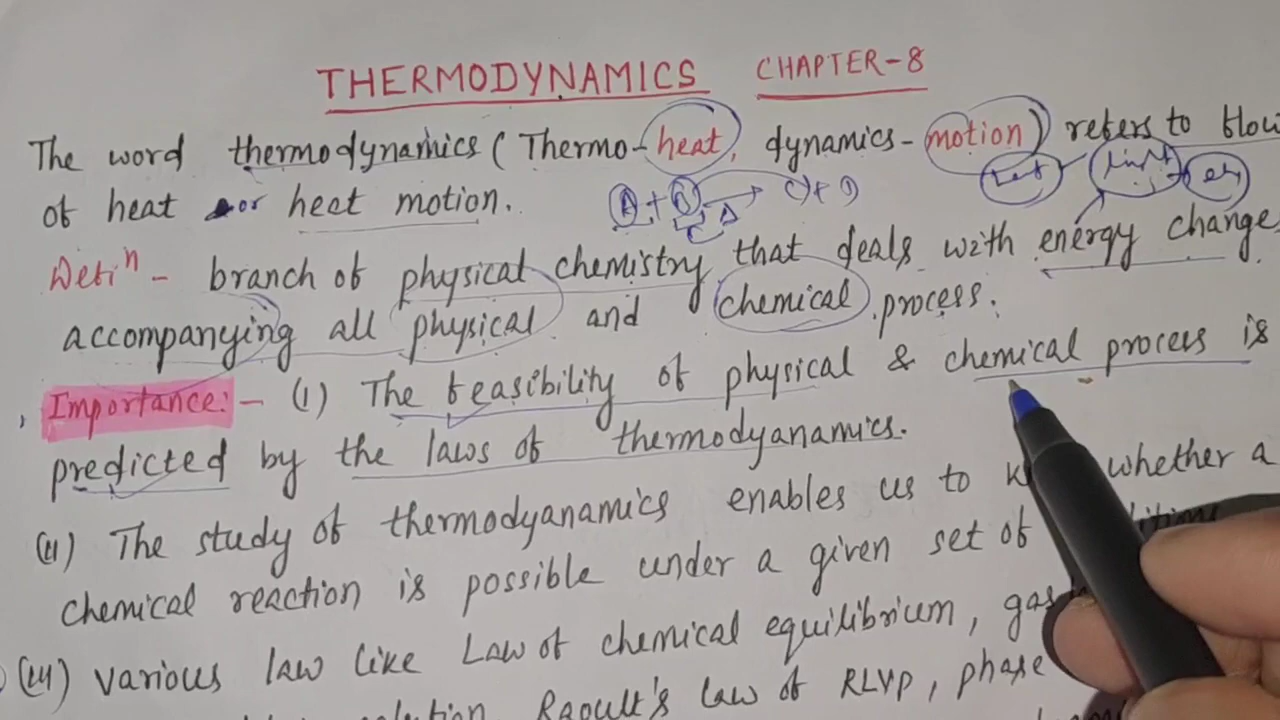 THERMODYNAMICS CHAPTER-8
The word thermodynamics (Thermo-heat, dynamics-motion) refers to flow
of heat or heat motion.
A + B → C + D
Δ
Defiⁿ - branch of physical chemistry that deals with energy change
accompanying all physical and chemical process.
Importance:- (i) The feasibility of physical & chemical process is
predicted by the laws of thermodyanamics.
(ii) The study of thermodyanamics enables us to whether a
chemical reaction is possible under a given set of
(iii) various law like Law of chemical equilibrium, gas
Raoult's law of RLVP, phase